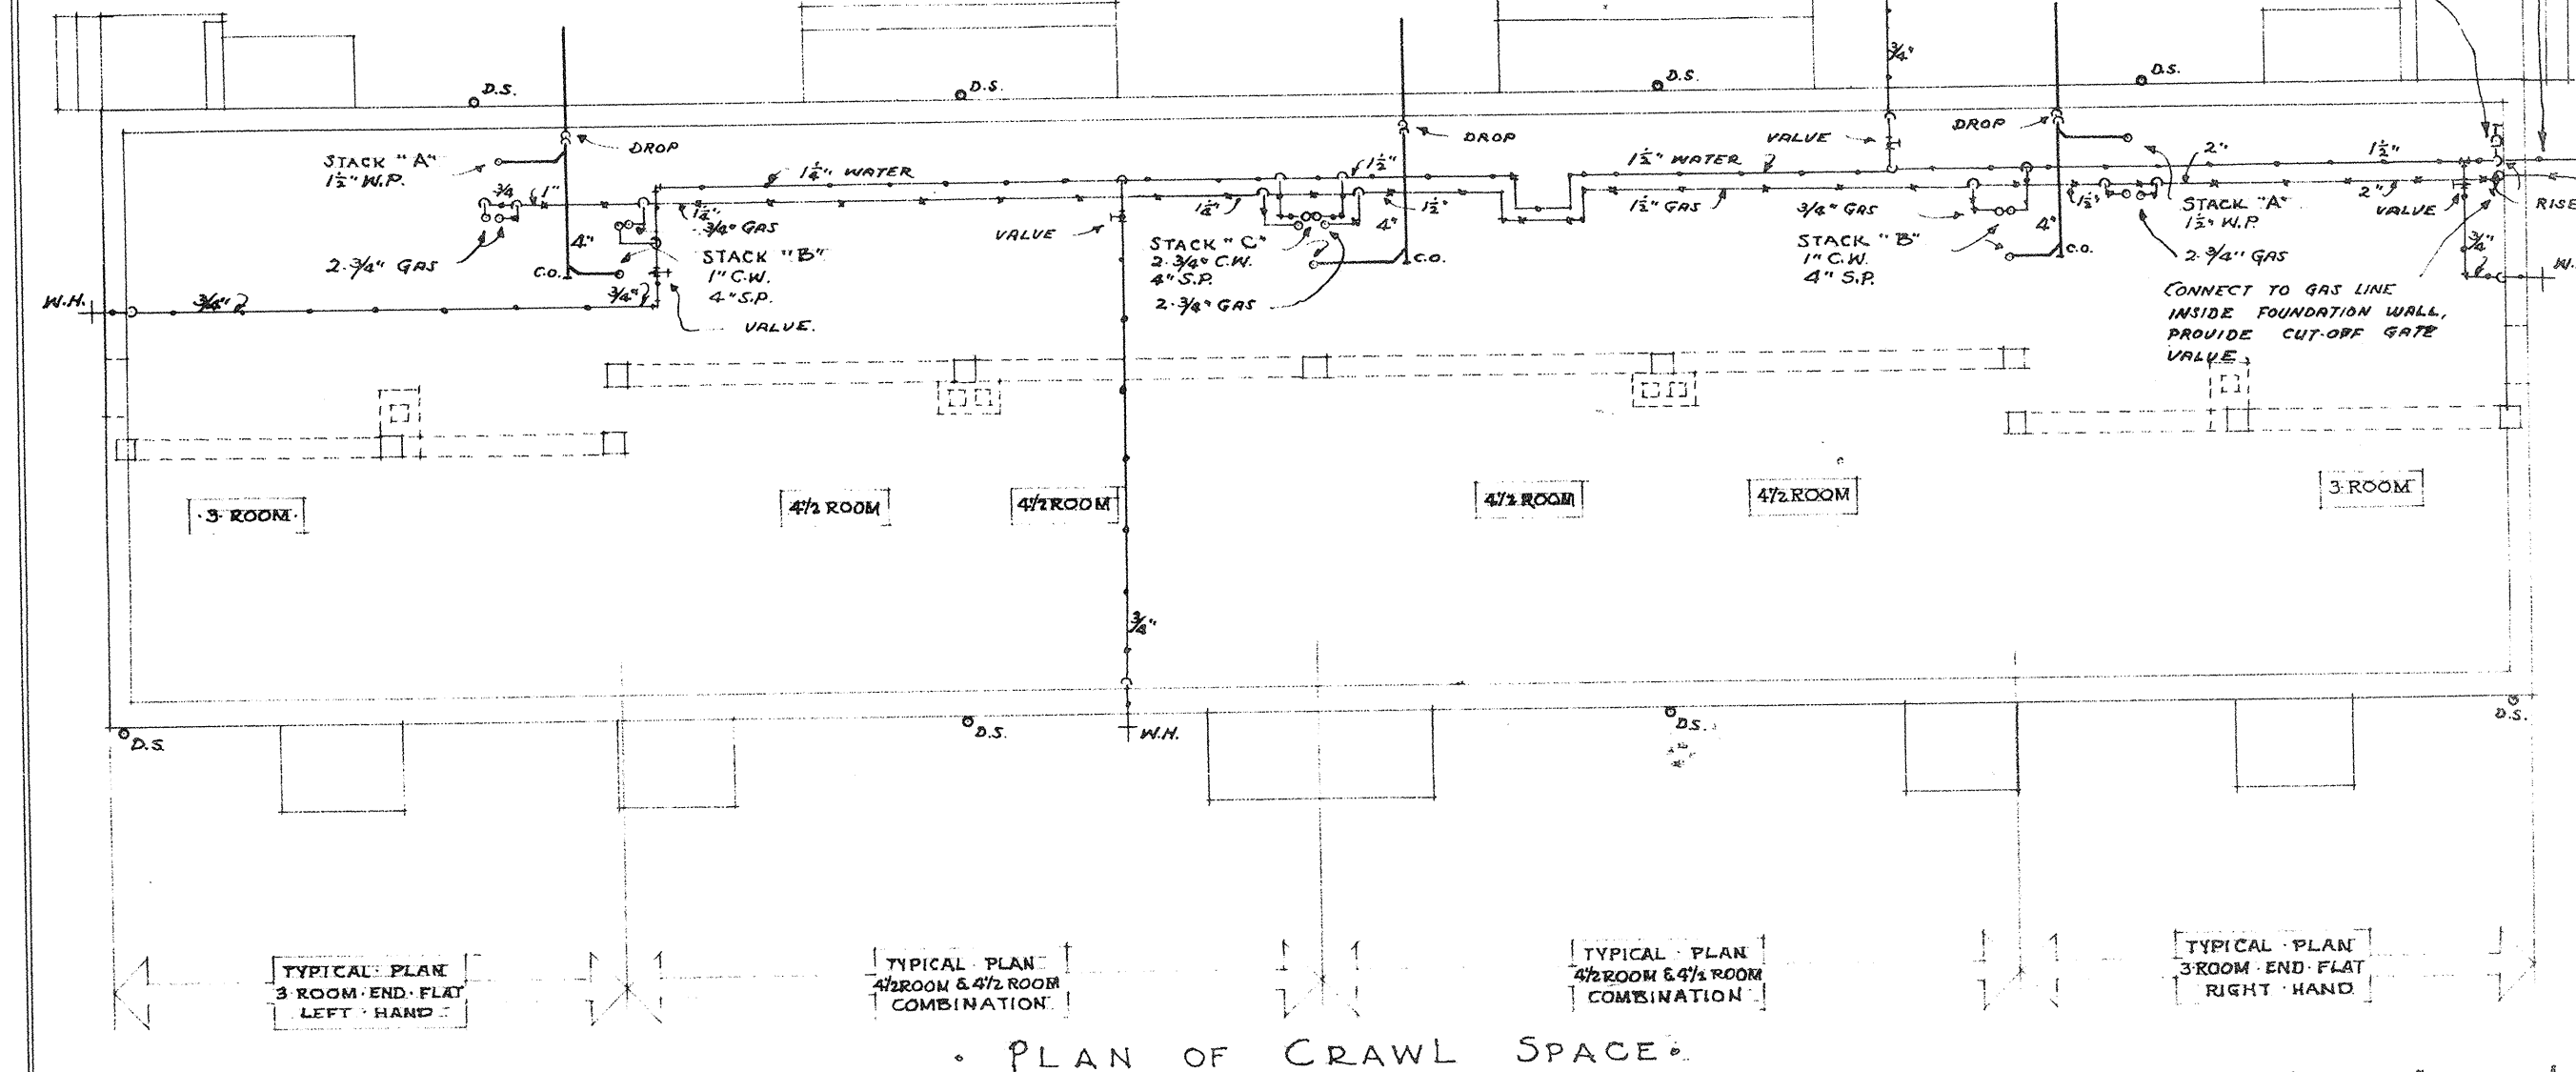 3/4"
D.S.
D.S.
D.S.
D.S.
DROP
DROP
VALVE
DROP
STACK "A"
1½" W.P.
3/4
1"
1¼" WATER
1½"
1½" WATER
2"
1½"
1¼"
3/4" GAS
1¼"
1½"
1½" GAS
3/4" GAS
1½"
STACK "A"
1½" W.P.
2"
VALVE
RISE
2-3/4" GAS
4"
C.O.
STACK "B"
1" C.W.
4" S.P.
3/4"
VALVE.
VALVE
STACK "C"
2-3/4" C.W.
4" S.P.
2-3/4" GAS
4"
C.O.
STACK "B"
1" C.W.
4" S.P.
4"
C.O.
2-3/4" GAS
3/4"
W.
CONNECT TO GAS LINE
INSIDE FOUNDATION WALL,
PROVIDE CUT-OFF GATE
VALVE.
W.H.
3/4"
3 ROOM
4½ ROOM
4½ ROOM
4½ ROOM
4½ ROOM
3 ROOM
3/4"
D.S.
D.S.
W.H.
D.S.
D.S.
TYPICAL PLAN
3·ROOM·END·FLAT
LEFT HAND
TYPICAL PLAN
4½ROOM & 4½ ROOM
COMBINATION
TYPICAL PLAN
4½ROOM & 4½ ROOM
COMBINATION
TYPICAL PLAN
3·ROOM END·FLAT
RIGHT HAND
PLAN OF CRAWL SPACE